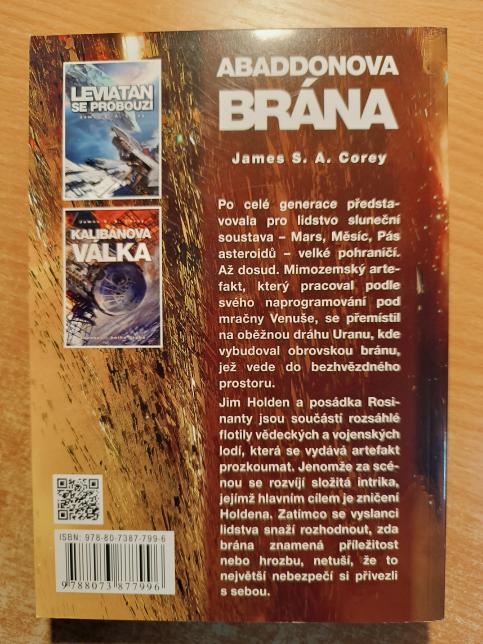 ABADDONOVA
BRÁNA
James S. A. Corey
LEVIATAN
SE PROBOUZÍ
KALIBÁNOVA
VÁLKA
Po celé generace předsta-
vovala pro lidstvo sluneční
soustava – Mars, Měsíc, Pás
asteroidů – velké pohraničí.
Až dosud. Mimozemský arte-
fakt, který pracoval podle
svého naprogramování pod
mračny Venuše, se přemístil
na oběžnou dráhu Uranu, kde
vybudoval obrovskou bránu,
jež vede do bezhvězdného
prostoru.
Jim Holden a posádka Rosi-
nanty jsou součástí rozsáhlé
flotily vědeckých a vojenských
lodí, která se vydává artefakt
prozkoumat. Jenomže za scé-
nou se rozvíjí složitá intrika,
jejímž hlavním cílem je zničení
Holdena. Zatímco se vyslanci
lidstva snaží rozhodnout, zda
brána znamená příležitost
nebo hrozbu, netuší, že to
největší nebezpečí si přivezli
s sebou.
ISBN: 978-80-7387-799-6
9 788073 877996